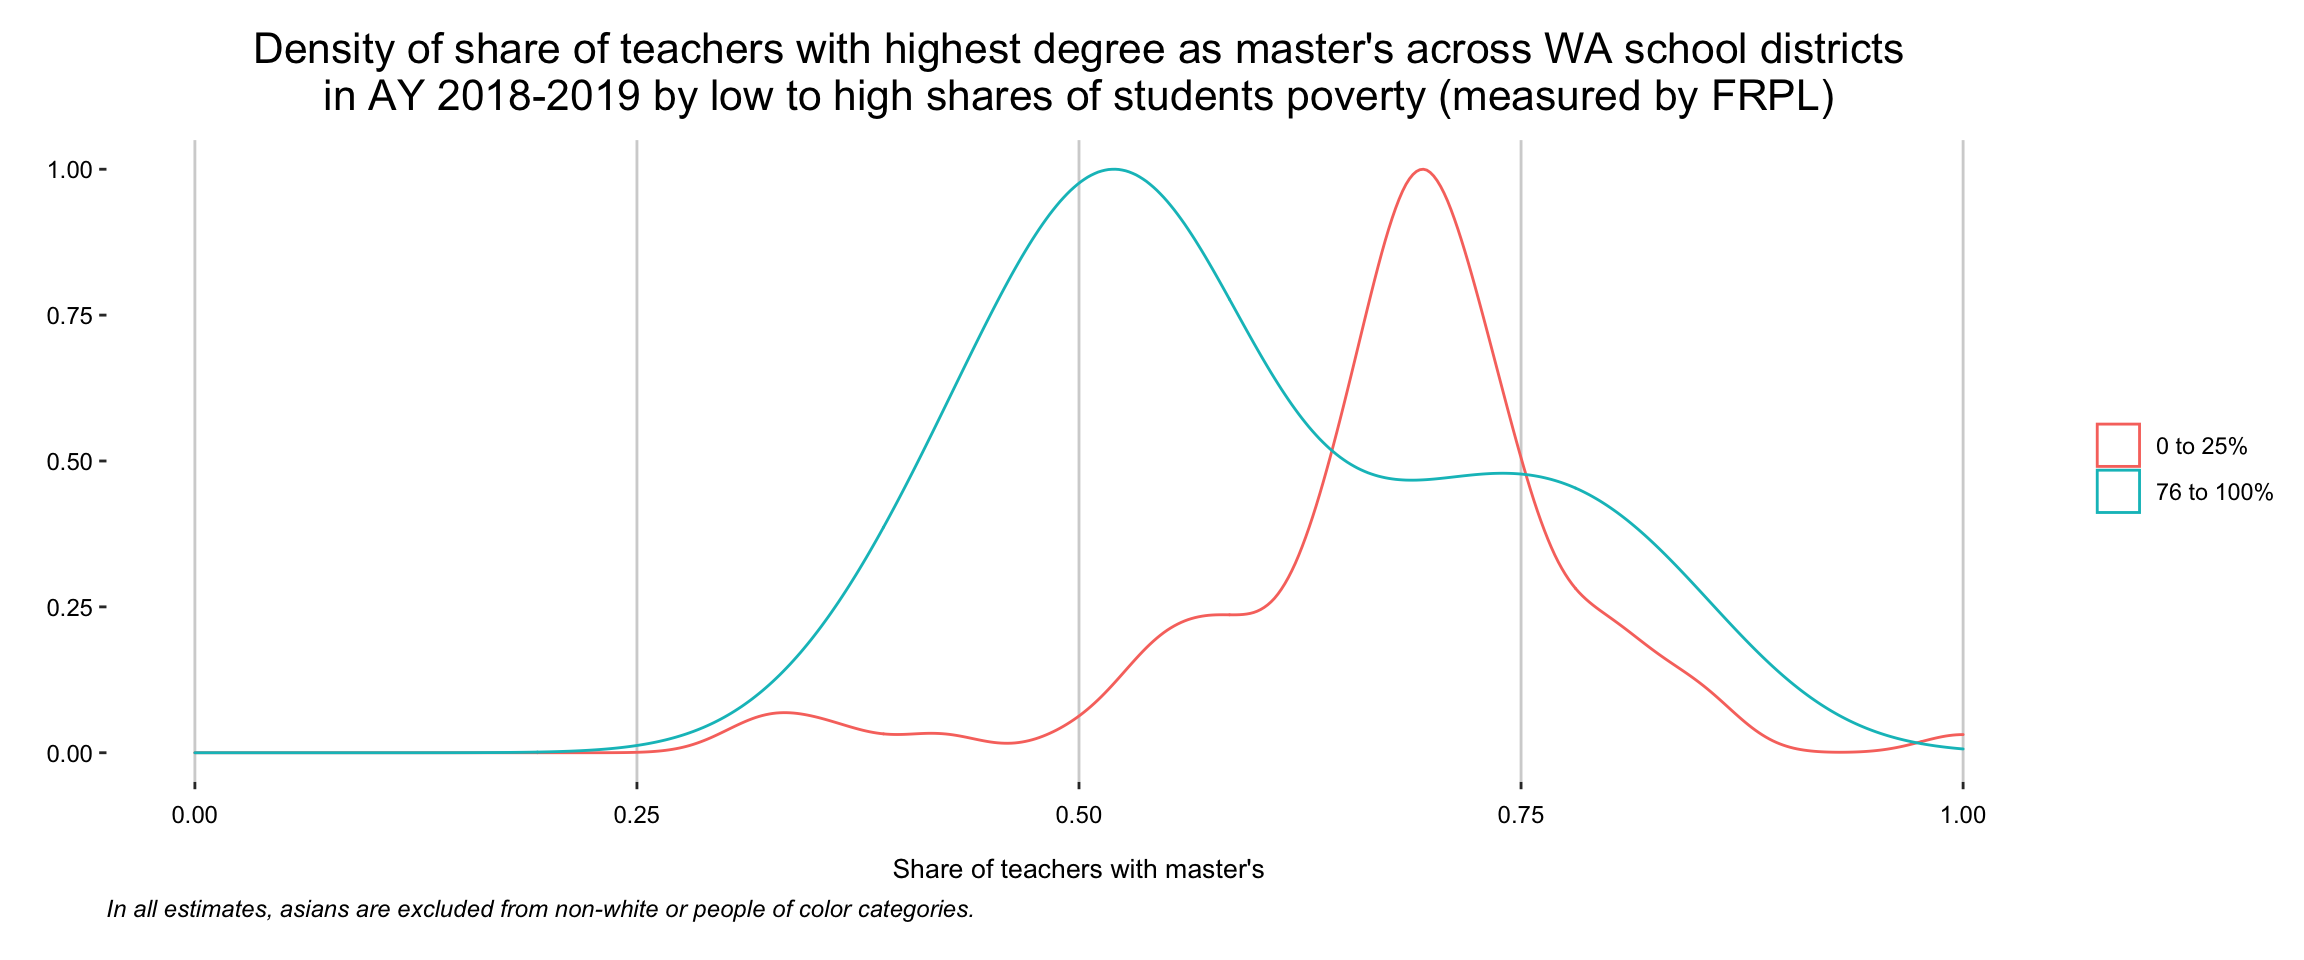 Density of share of teachers with highest degree as master's across WA school districts
in AY 2018-2019 by low to high shares of students poverty (measured by FRPL)
1.00
0.75
0.50
0.25
0.00
0 to 25%
76 to 100%
0.00 0.25 0.50 0.75 1.00
Share of teachers with master's
In all estimates, asians are excluded from non-white or people of color categories.